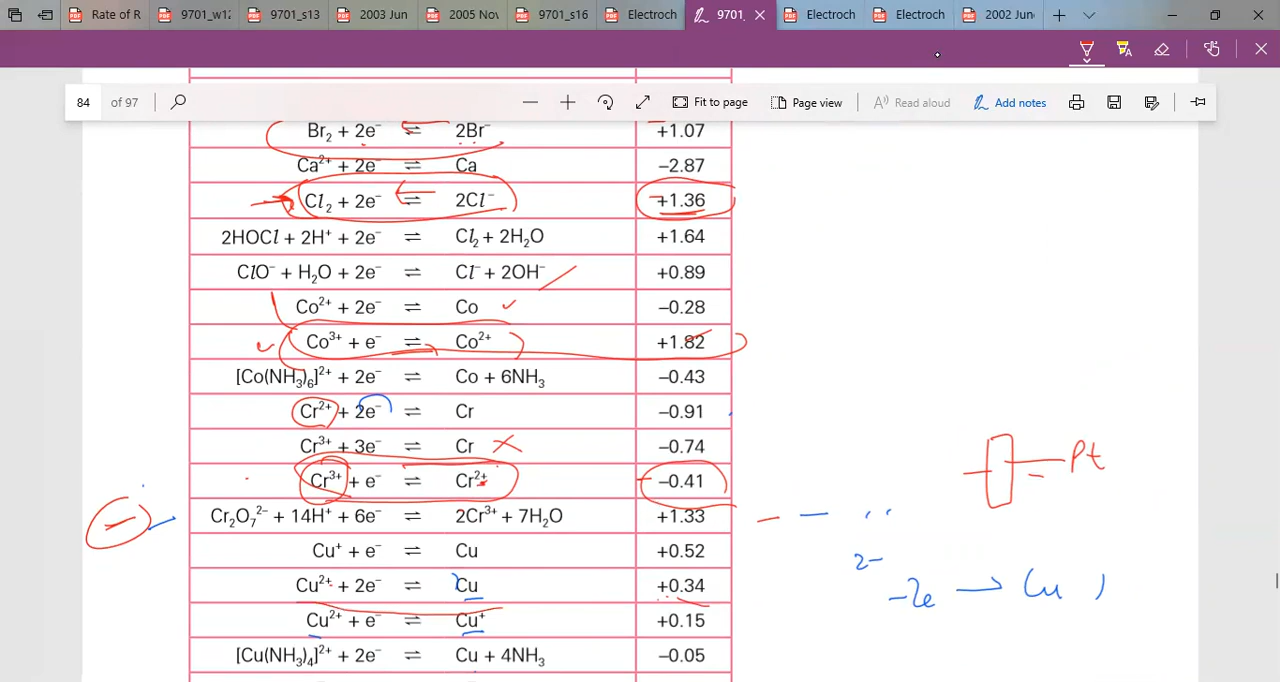 Rate of R
9701_w12
9701_s13
2003 Jun
2005 Nov
9701_s16
Electroch
9701_
Electroch
Electroch
2002 June
84 of 97
Fit to page
Page view
Read aloud
Add notes
Br₂ + 2e⁻ ⇌ 2Br⁻ +1.07
Ca²⁺ + 2e⁻ ⇌ Ca −2.87
Cl₂ + 2e⁻ ⇌ 2Cl⁻ +1.36
2HOCl + 2H⁺ + 2e⁻ ⇌ Cl₂ + 2H₂O +1.64
ClO⁻ + H₂O + 2e⁻ ⇌ Cl⁻ + 2OH⁻ +0.89
Co²⁺ + 2e⁻ ⇌ Co −0.28
Co³⁺ + e⁻ ⇌ Co²⁺ +1.82
[Co(NH₃)₆]²⁺ + 2e⁻ ⇌ Co + 6NH₃ −0.43
Cr²⁺ + 2e⁻ ⇌ Cr −0.91
Cr³⁺ + 3e⁻ ⇌ Cr −0.74
Pt
Cr³⁺ + e⁻ ⇌ Cr²⁺ −0.41
Cr₂O₇²⁻ + 14H⁺ + 6e⁻ ⇌ 2Cr³⁺ + 7H₂O +1.33
Cu⁺ + e⁻ ⇌ Cu +0.52
2-
Cu²⁺ + 2e⁻ ⇌ Cu +0.34
-2e → Cu )
Cu²⁺ + e⁻ ⇌ Cu⁺ +0.15
[Cu(NH₃)₄]²⁺ + 2e⁻ ⇌ Cu + 4NH₃ −0.05